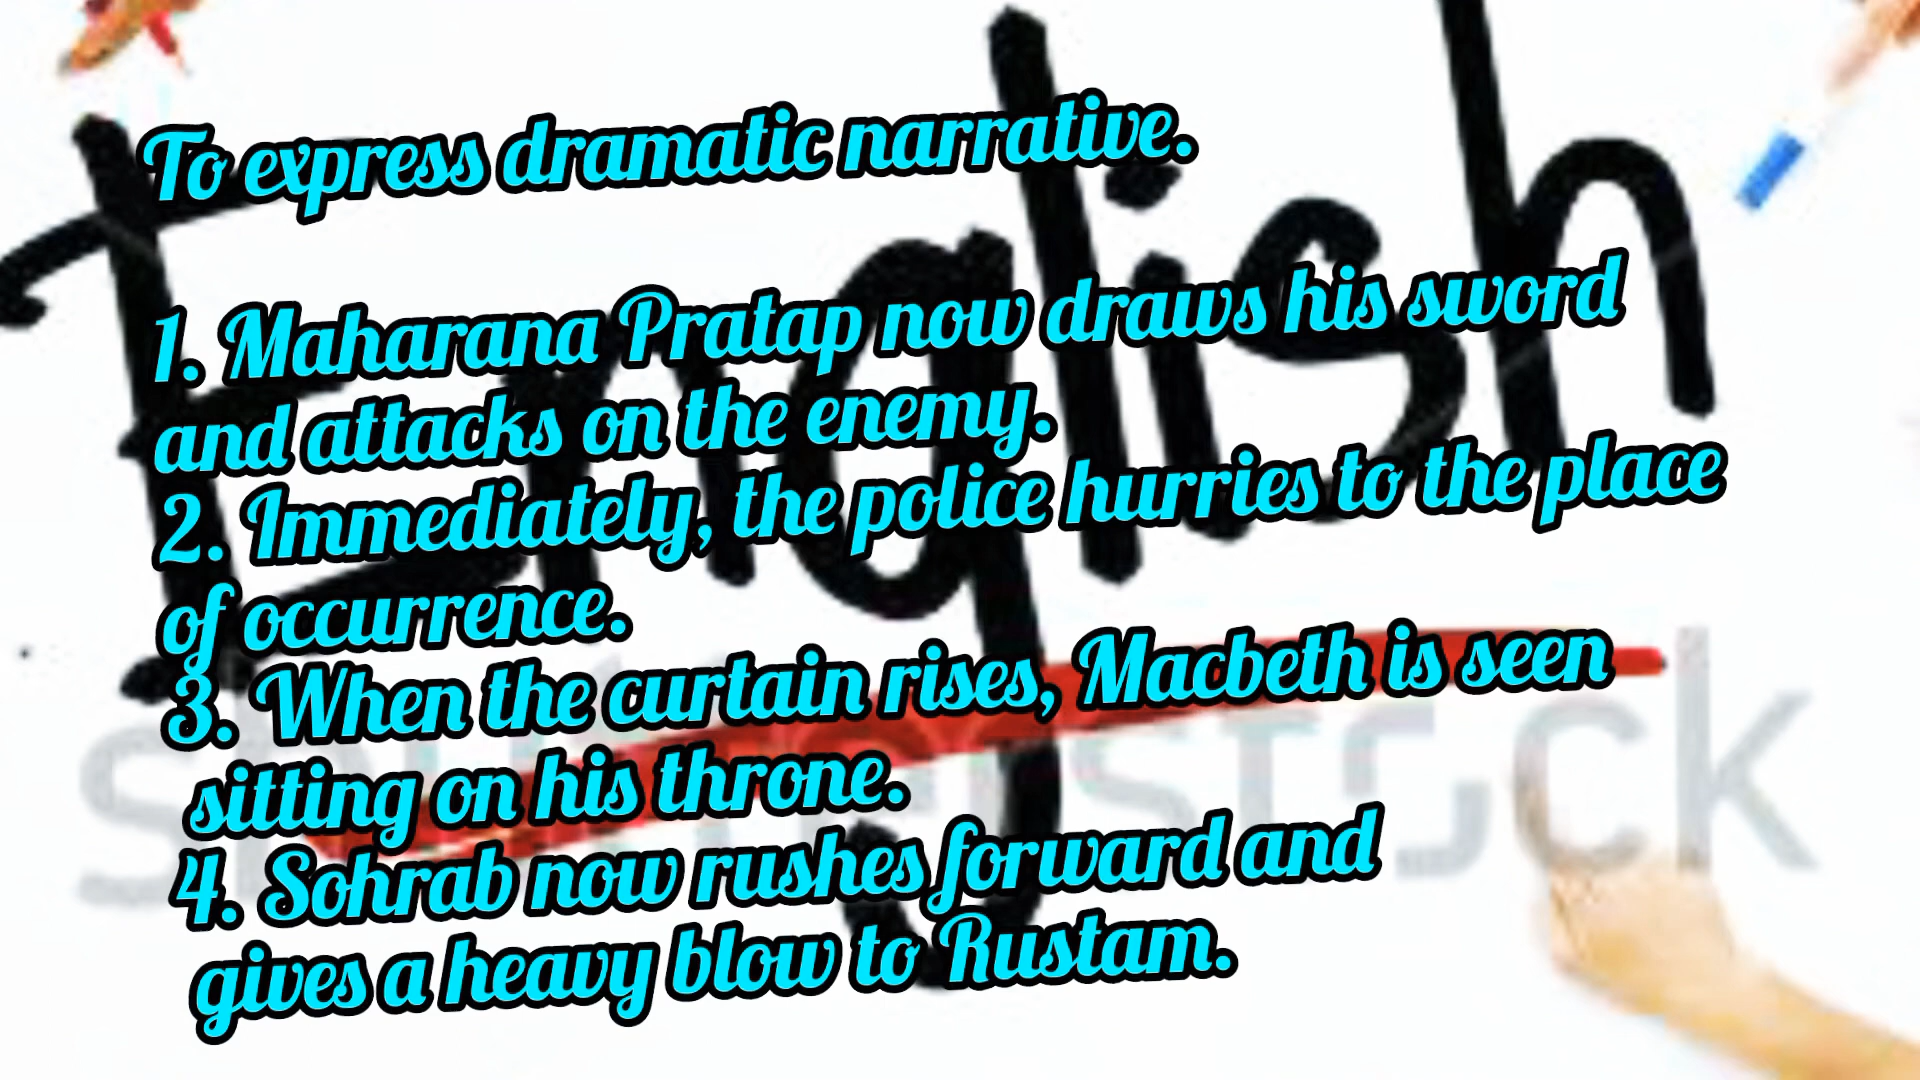 English
To express dramatic narrative.
1. Maharana Pratap now draws his sword
and attacks on the enemy.
2. Immediately, the police hurries to the place
of occurrence.
3. When the curtain rises, Macbeth is seen
sitting on his throne.
4. Sohrab now rushes forward and
gives a heavy blow to Rustam.
shutterstock